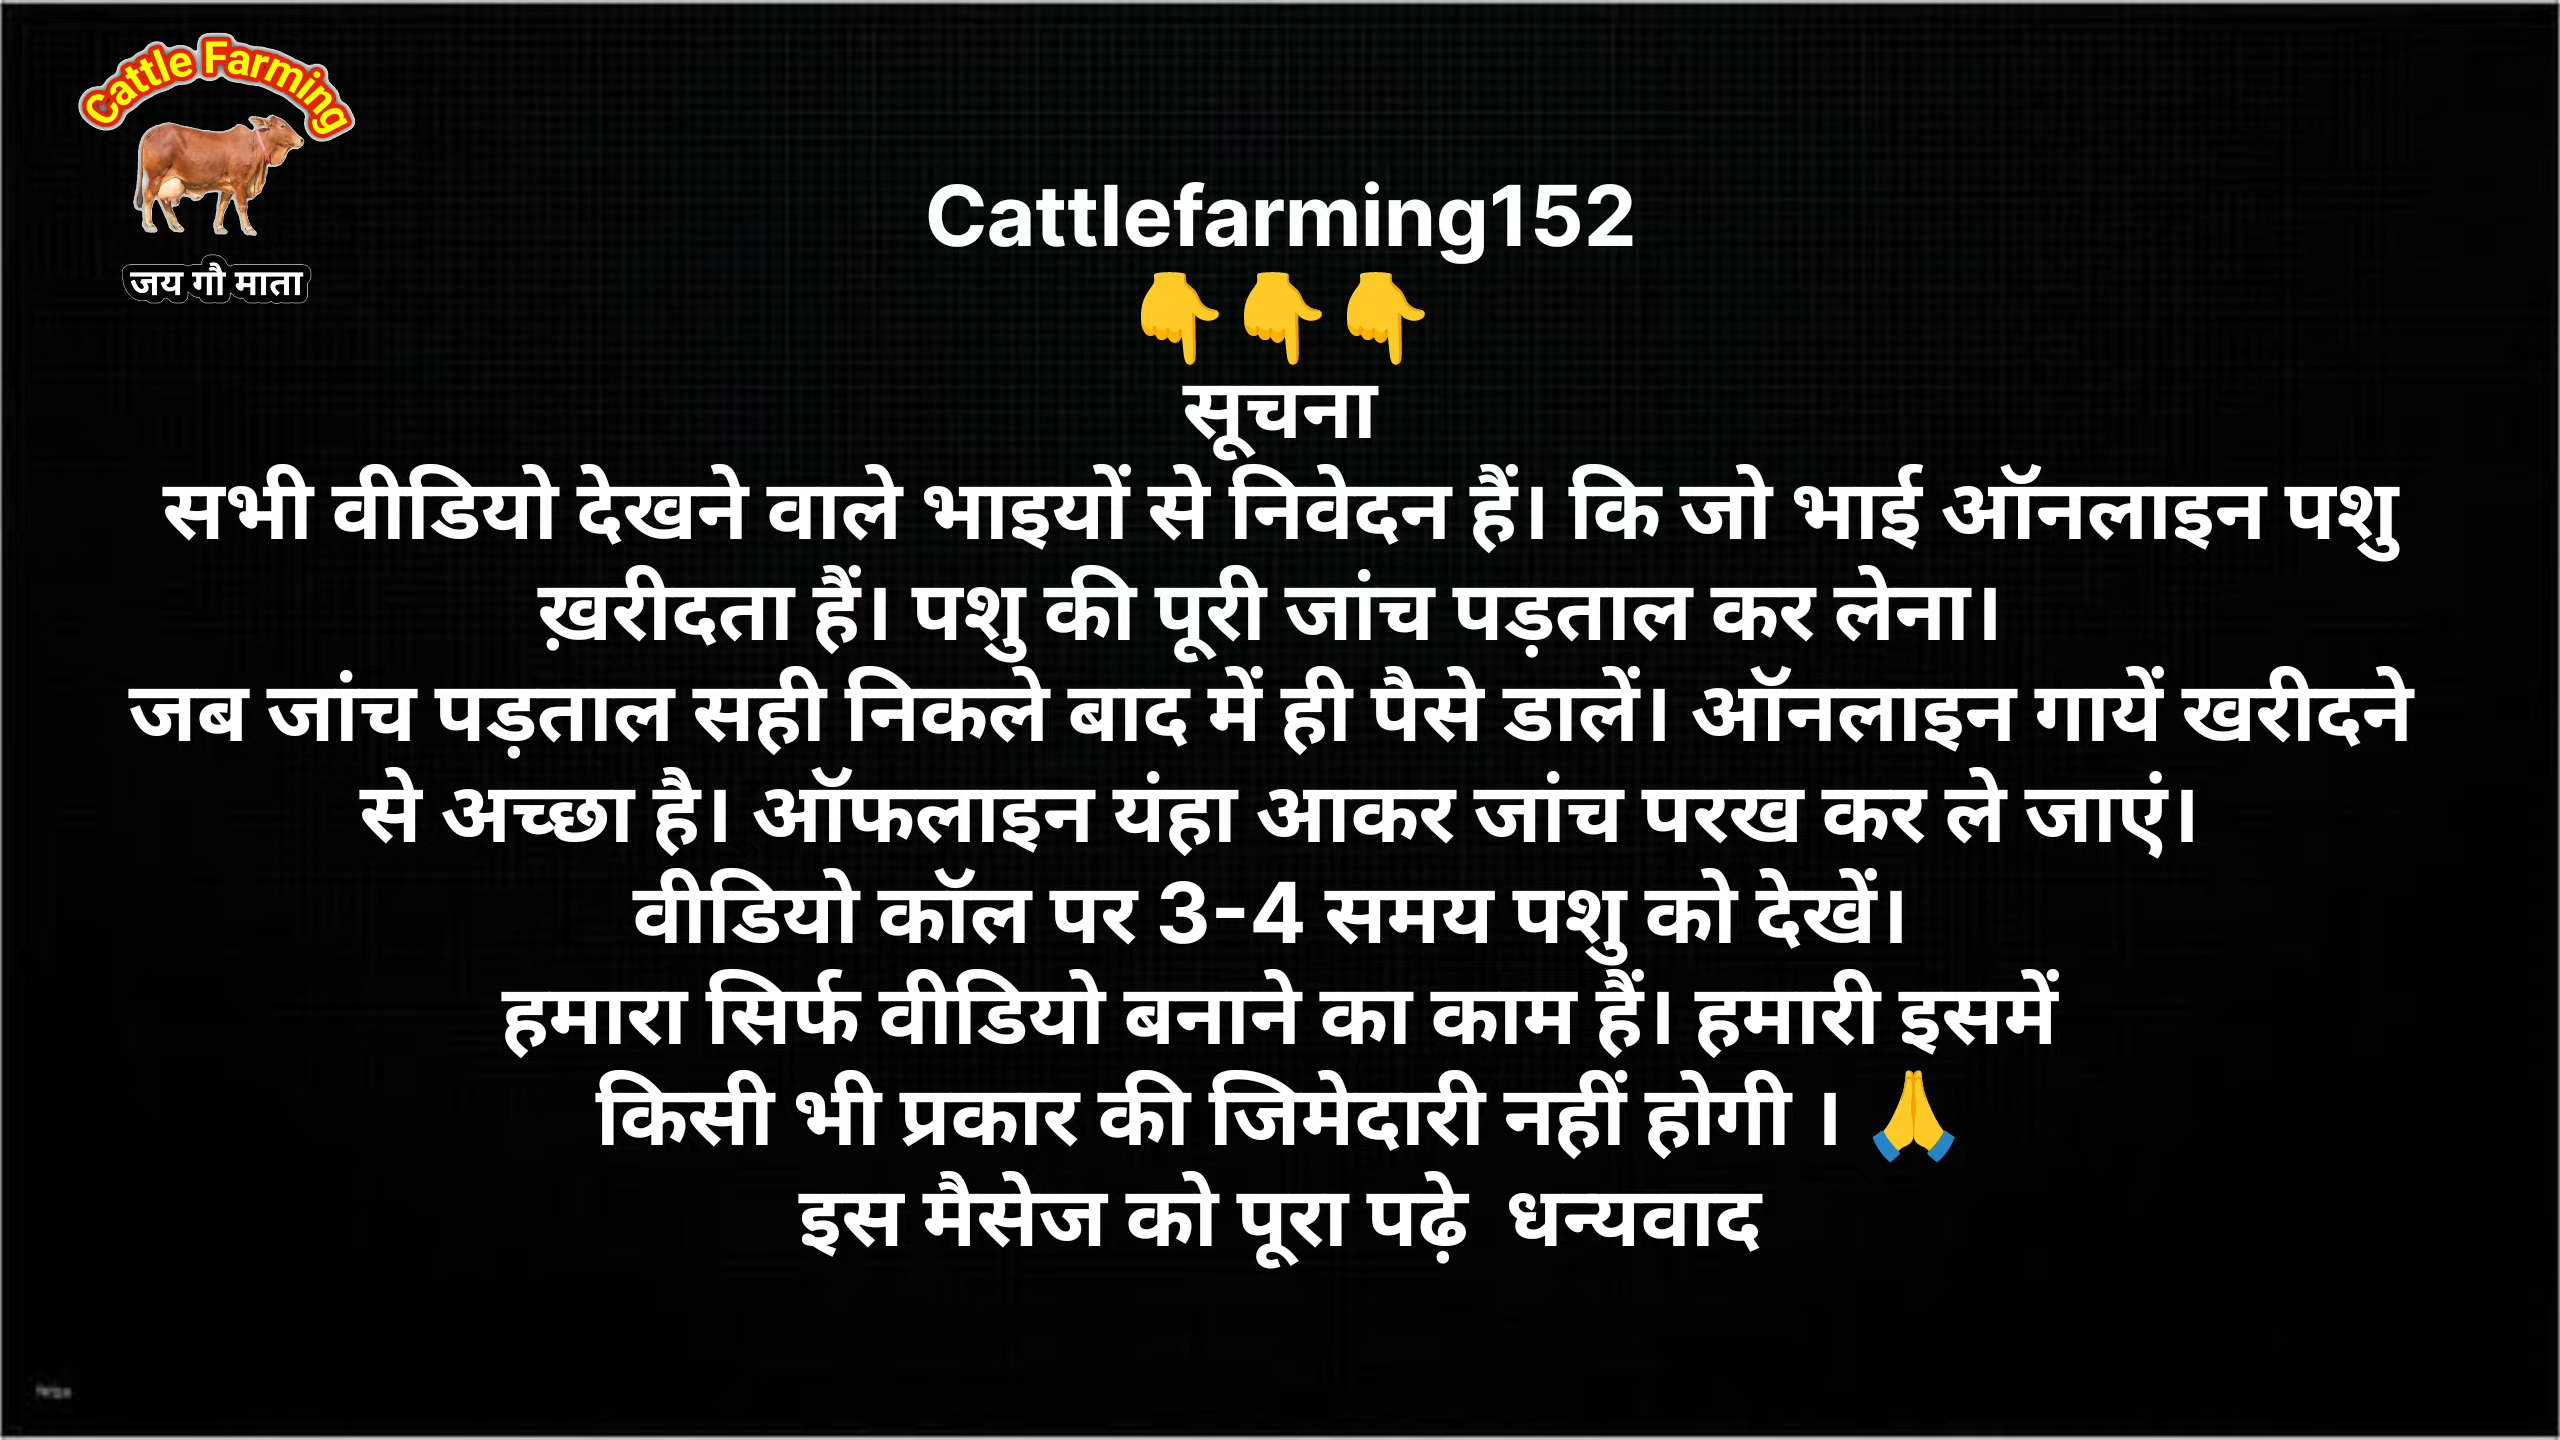 Cattle Farming
जय गौ माता
Cattlefarming152
👇👇👇
सूचना
सभी वीडियो देखने वाले भाइयों से निवेदन हैं। कि जो भाई ऑनलाइन पशु
ख़रीदता हैं। पशु की पूरी जांच पड़ताल कर लेना।
जब जांच पड़ताल सही निकले बाद में ही पैसे डालें। ऑनलाइन गायें खरीदने
से अच्छा है। ऑफलाइन यंहा आकर जांच परख कर ले जाएं।
वीडियो कॉल पर 3-4 समय पशु को देखें।
हमारा सिर्फ वीडियो बनाने का काम हैं। हमारी इसमें
किसी भी प्रकार की जिमेदारी नहीं होगी । 🙏
इस मैसेज को पूरा पढ़े धन्यवाद